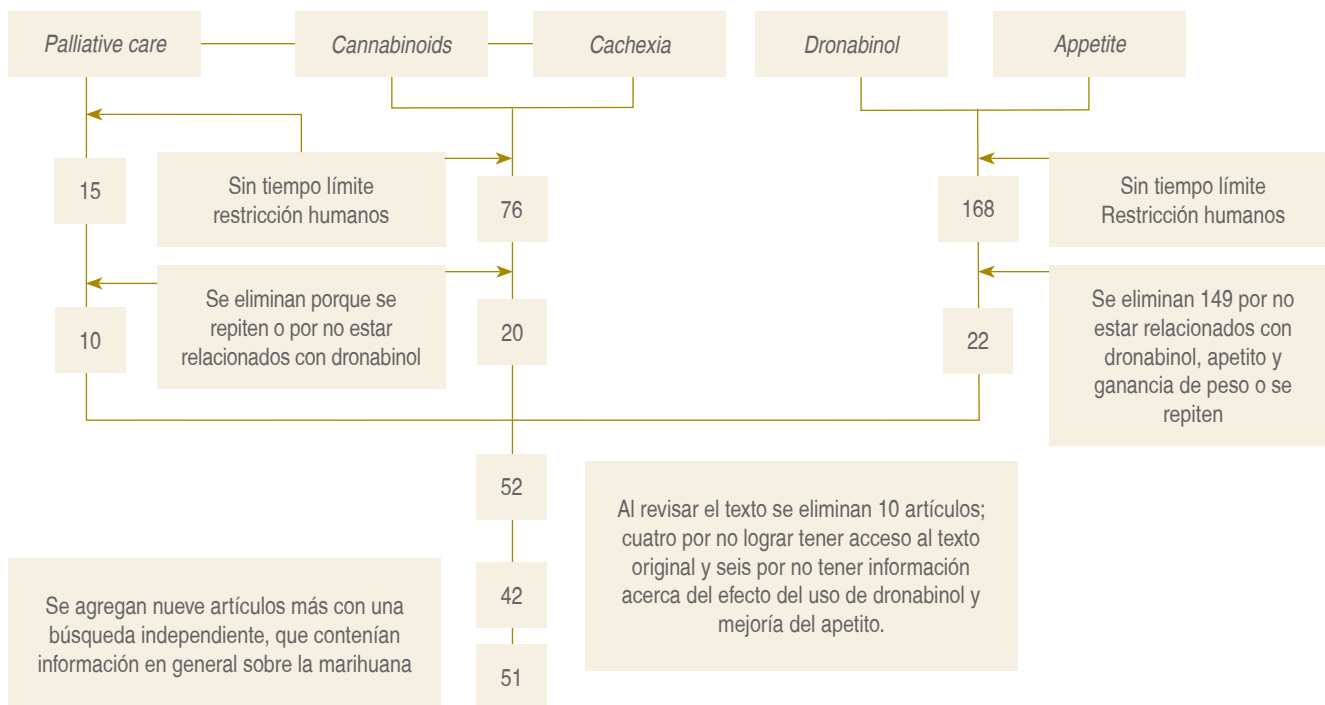 Palliative care
Cannabinoids
Cachexia
Dronabinol
Appetite
15
Sin tiempo límite
restricción humanos
76
168
Sin tiempo límite
Restricción humanos
10
Se eliminan porque se
repiten o por no estar
relacionados con dronabinol
20
22
Se eliminan 149 por no
estar relacionados con
dronabinol, apetito y
ganancia de peso o se
repiten
52
Al revisar el texto se eliminan 10 artículos;
cuatro por no lograr tener acceso al texto
original y seis por no tener información
acerca del efecto del uso de dronabinol y
mejoría del apetito.
42
Se agregan nueve artículos más con una
búsqueda independiente, que contenían
información en general sobre la marihuana
51